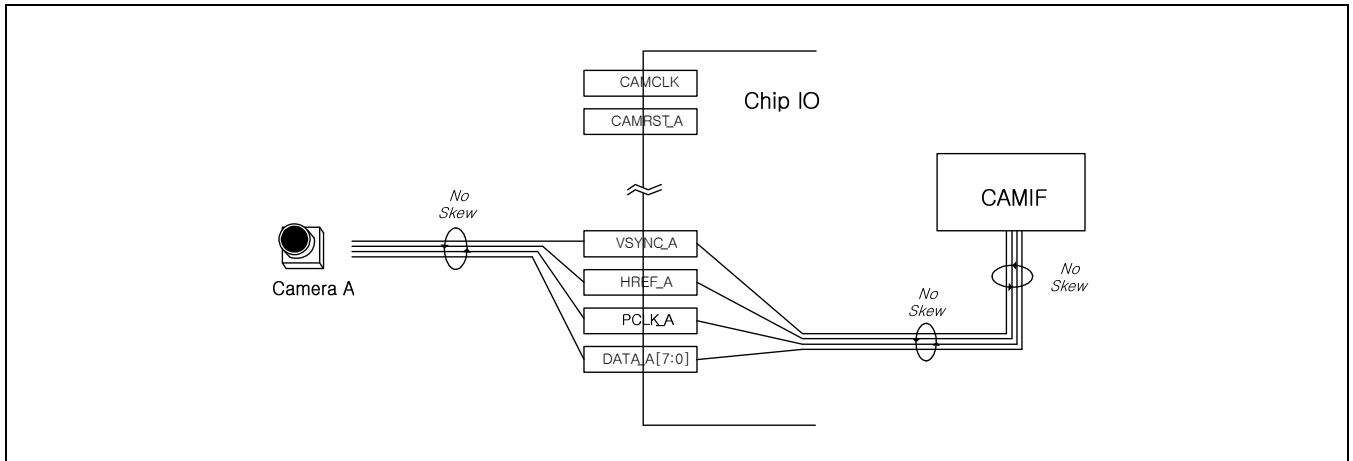 CAMCLK
Chip IO
CAMRST_A
CAMIF
No
Skew
VSYNC_A
HREF_A
PCLK_A
DATA_A[7:0]
Camera A
No
Skew
No
Skew